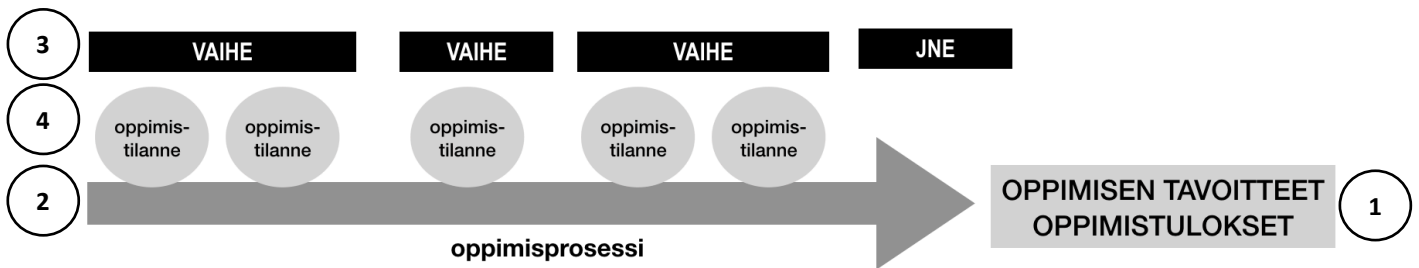 3
VAIHE
VAIHE
VAIHE
JNE
4
oppimis-
tilanne
oppimis-
tilanne
oppimis-
tilanne
oppimis-
tilanne
oppimis-
tilanne
2
OPPIMISEN TAVOITTEET
OPPIMISTULOKSET
1
oppimisprosessi